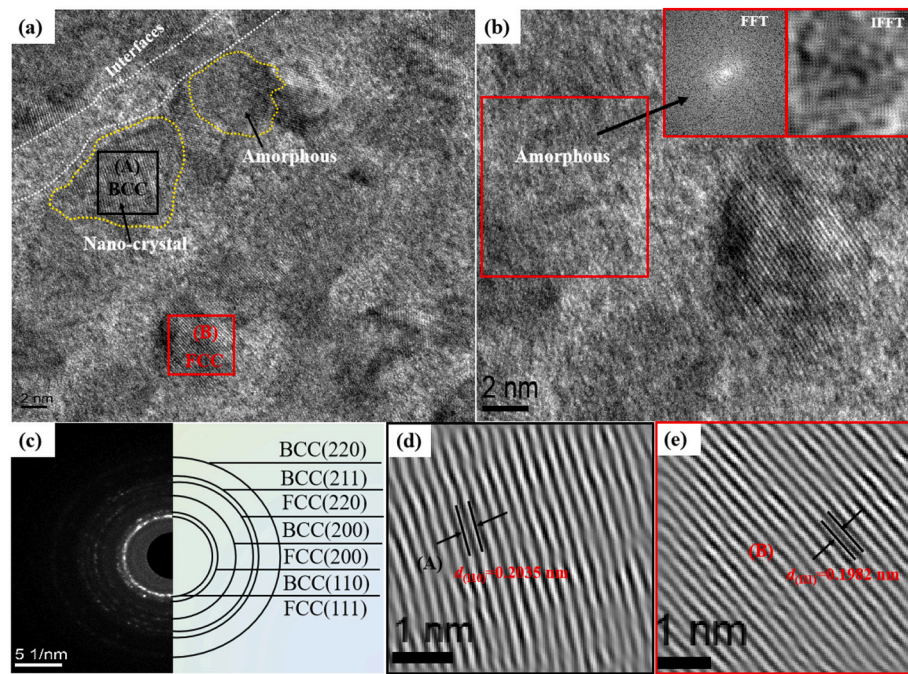 (a)
Interfaces
(A)
BCC
Amorphous
Nano-crystal
(B)
FCC
2 nm
(b)
FFT
IFFT
Amorphous
2 nm
(c)
BCC(220)
BCC(211)
FCC(220)
BCC(200)
FCC(200)
BCC(110)
FCC(111)
5 1/nm
(d)
(A)
d(110)=0.2035 nm
1 nm
(e)
(B)
d(111)=0.1982 nm
1 nm